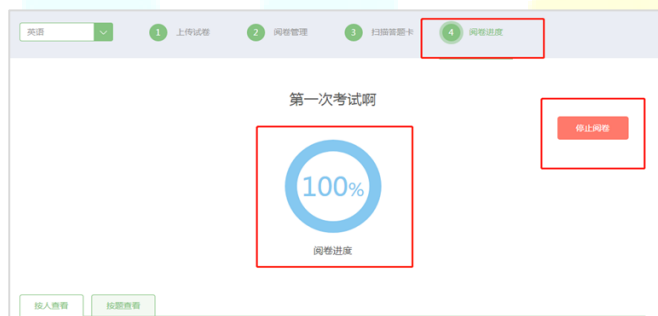 英语 1 上传试卷 2 阅卷管理 3 扫描答题卡 4 阅卷进度
第一次考试啊
停止阅卷
100%
阅卷进度
按人查看 按题查看